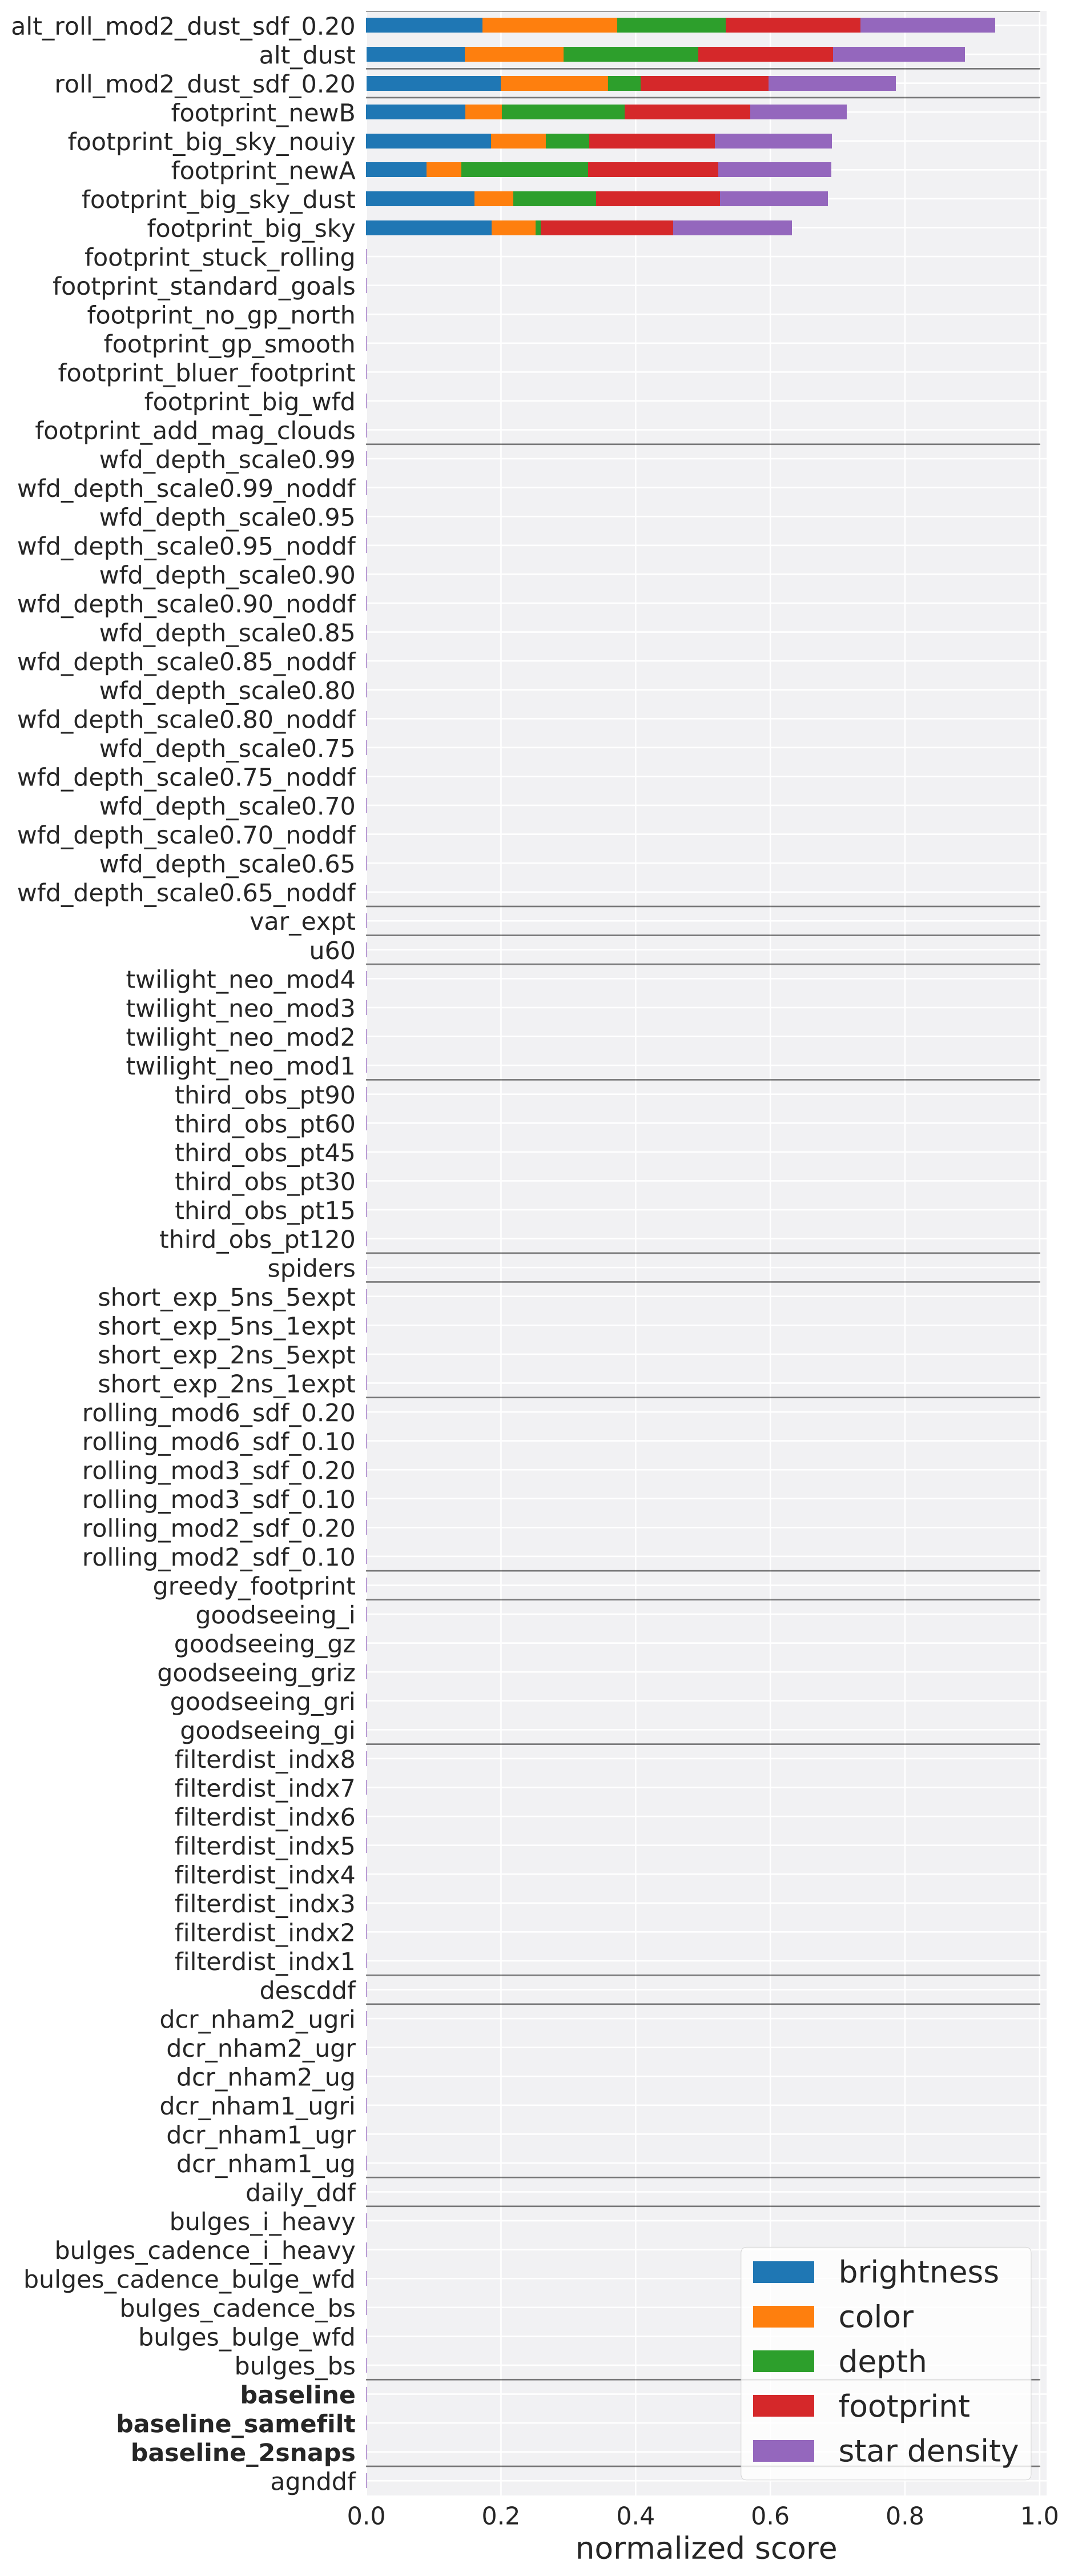 alt_roll_mod2_dust_sdf_0.20
alt_dust
roll_mod2_dust_sdf_0.20
footprint_newB
footprint_big_sky_nouiy
footprint_newA
footprint_big_sky_dust
footprint_big_sky
footprint_stuck_rolling
footprint_standard_goals
footprint_no_gp_north
footprint_gp_smooth
footprint_bluer_footprint
footprint_big_wfd
footprint_add_mag_clouds
wfd_depth_scale0.99
wfd_depth_scale0.99_noddf
wfd_depth_scale0.95
wfd_depth_scale0.95_noddf
wfd_depth_scale0.90
wfd_depth_scale0.90_noddf
wfd_depth_scale0.85
wfd_depth_scale0.85_noddf
wfd_depth_scale0.80
wfd_depth_scale0.80_noddf
wfd_depth_scale0.75
wfd_depth_scale0.75_noddf
wfd_depth_scale0.70
wfd_depth_scale0.70_noddf
wfd_depth_scale0.65
wfd_depth_scale0.65_noddf
var_expt
u60
twilight_neo_mod4
twilight_neo_mod3
twilight_neo_mod2
twilight_neo_mod1
third_obs_pt90
third_obs_pt60
third_obs_pt45
third_obs_pt30
third_obs_pt15
third_obs_pt120
spiders
short_exp_5ns_5expt
short_exp_5ns_1expt
short_exp_2ns_5expt
short_exp_2ns_1expt
rolling_mod6_sdf_0.20
rolling_mod6_sdf_0.10
rolling_mod3_sdf_0.20
rolling_mod3_sdf_0.10
rolling_mod2_sdf_0.20
rolling_mod2_sdf_0.10
greedy_footprint
goodseeing_i
goodseeing_gz
goodseeing_griz
goodseeing_gri
goodseeing_gi
filterdist_indx8
filterdist_indx7
filterdist_indx6
filterdist_indx5
filterdist_indx4
filterdist_indx3
filterdist_indx2
filterdist_indx1
descddf
dcr_nham2_ugri
dcr_nham2_ugr
dcr_nham2_ug
dcr_nham1_ugri
dcr_nham1_ugr
dcr_nham1_ug
daily_ddf
bulges_i_heavy
bulges_cadence_i_heavy
bulges_cadence_bulge_wfd
bulges_cadence_bs
bulges_bulge_wfd
bulges_bs
baseline
baseline_samefilt
baseline_2snaps
agnddf
brightness
color
depth
footprint
star density
0.0 0.2 0.4 0.6 0.8 1.0
normalized score